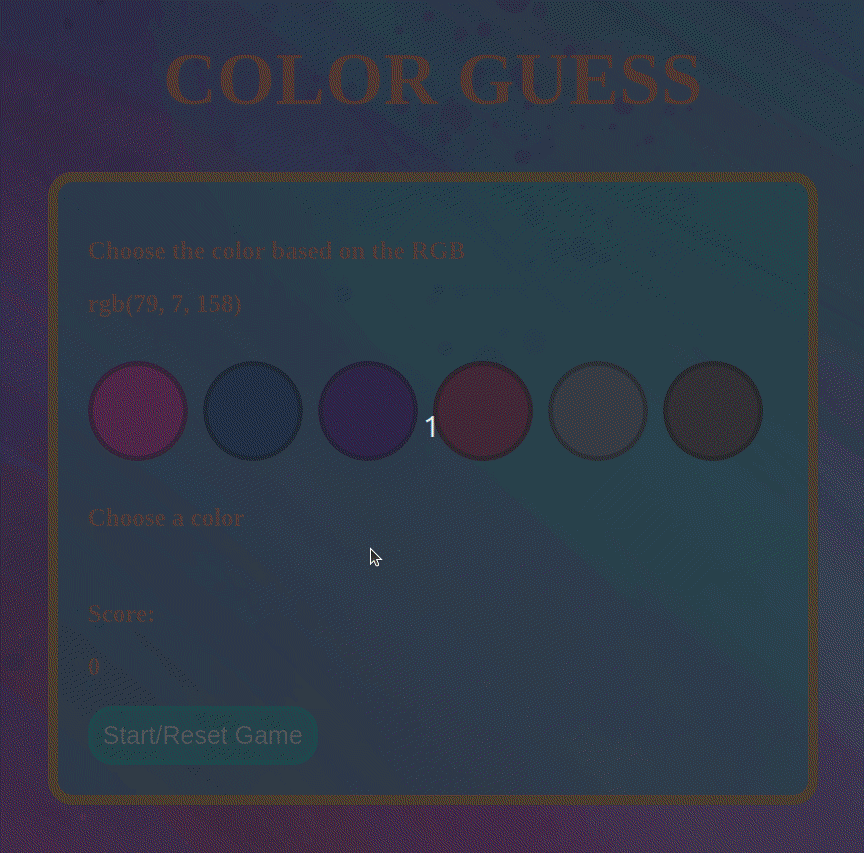 COLOR GUESS
Choose the color based on the RGB
rgb(79, 7, 158)
1
Choose a color
Score:
0
Start/Reset Game